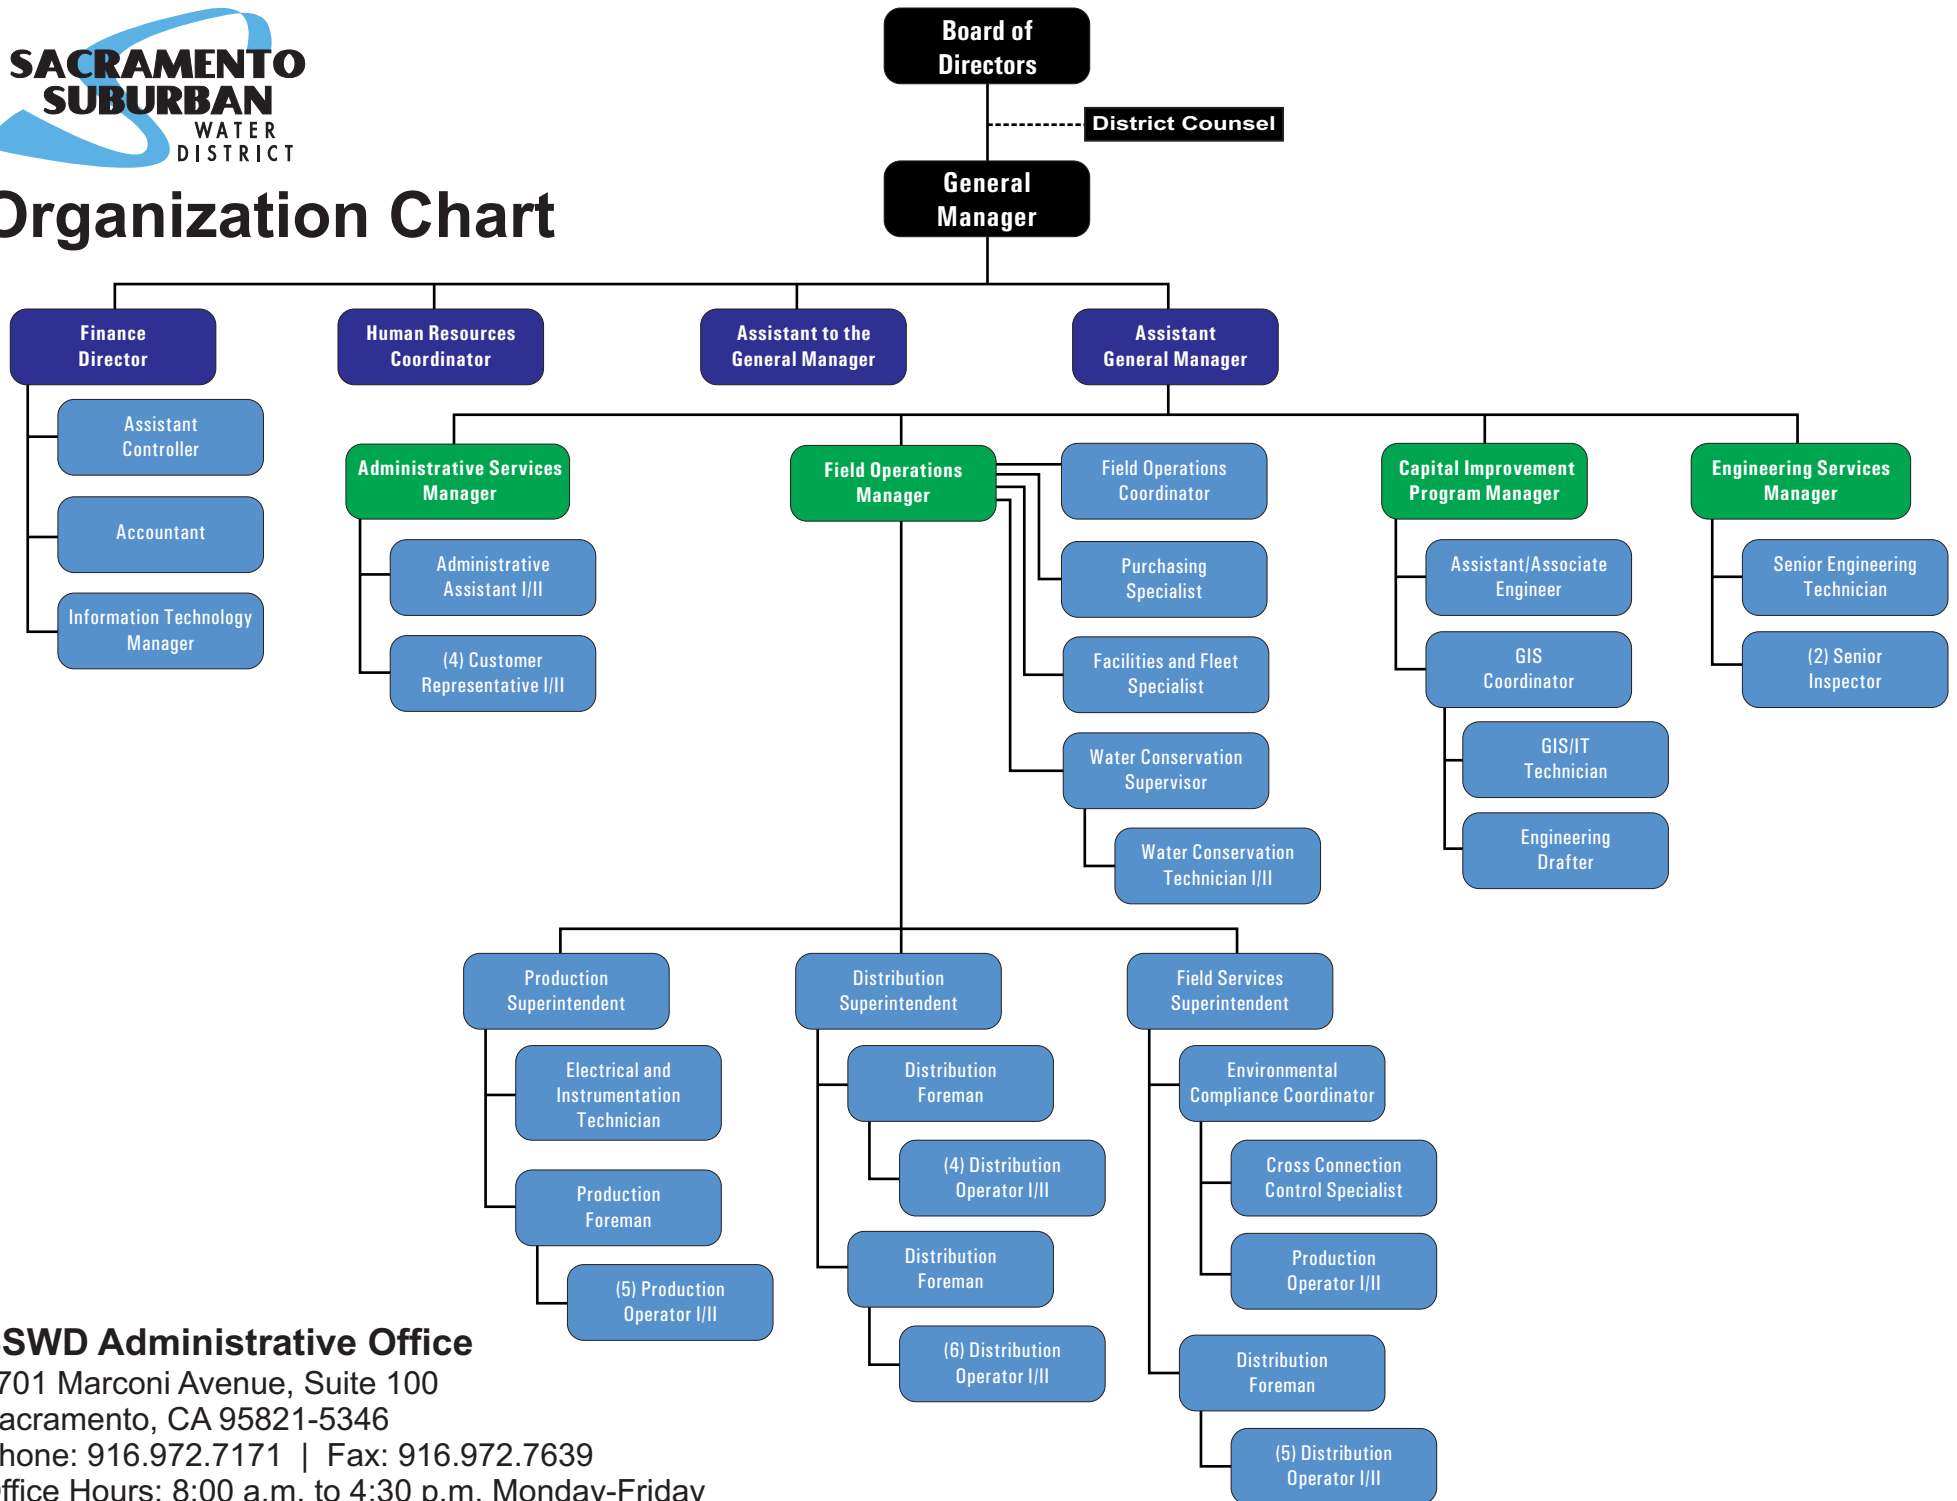 SACRAMENTO
SUBURBAN
WATER
DISTRICT
Organization Chart
Board of
Directors
District Counsel
General
Manager
Finance
Director
Human Resources
Coordinator
Assistant to the
General Manager
Assistant
General Manager
Assistant
Controller
Accountant
Information Technology
Manager
Administrative Services
Manager
Administrative
Assistant I/II
(4) Customer
Representative I/II
Field Operations
Manager
Field Operations
Coordinator
Purchasing
Specialist
Facilities and Fleet
Specialist
Water Conservation
Supervisor
Water Conservation
Technician I/II
Capital Improvement
Program Manager
Assistant/Associate
Engineer
GIS
Coordinator
GIS/IT
Technician
Engineering
Drafter
Engineering Services
Manager
Senior Engineering
Technician
(2) Senior
Inspector
Production
Superintendent
Electrical and
Instrumentation
Technician
Production
Foreman
(5) Production
Operator I/II
Distribution
Superintendent
Distribution
Foreman
(4) Distribution
Operator I/II
Distribution
Foreman
(6) Distribution
Operator I/II
Field Services
Superintendent
Environmental
Compliance Coordinator
Cross Connection
Control Specialist
Production
Operator I/II
Distribution
Foreman
(5) Distribution
Operator I/II
SWD Administrative Office
701 Marconi Avenue, Suite 100
acramento, CA 95821-5346
hone: 916.972.7171 | Fax: 916.972.7639
ffice Hours: 8:00 a.m. to 4:30 p.m. Monday-Friday